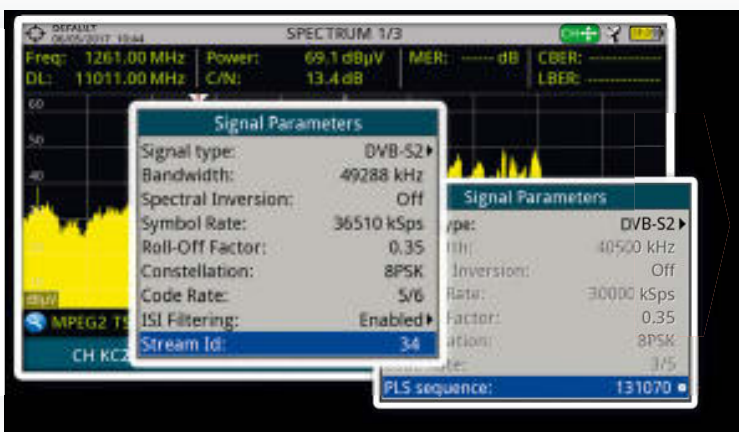 DEFAULT
06/05/2017 10:44
SPECTRUM 1/3
CH
Freq: 1261.00 MHz Power: 69.1 dBµV MER: ------ dB CBER: --------------
DL: 11011.00 MHz C/N: 13.4 dB LBER: --------------
60
50
40
dBµV
MPEG2 TS
CH KC2
Signal Parameters
Signal type: DVB-S2
Bandwidth: 49288 kHz
Spectral Inversion: Off
Symbol Rate: 36510 kSps
Roll-Off Factor: 0.35
Constellation: 8PSK
Code Rate: 5/6
ISI Filtering: Enabled
Stream Id: 34
Signal Parameters
ype: DVB-S2
40500 kHz
Inversion: Off
Rate: 30000 kSps
Factor: 0.35
ation: 8PSK
3/5
PLS sequence: 131070